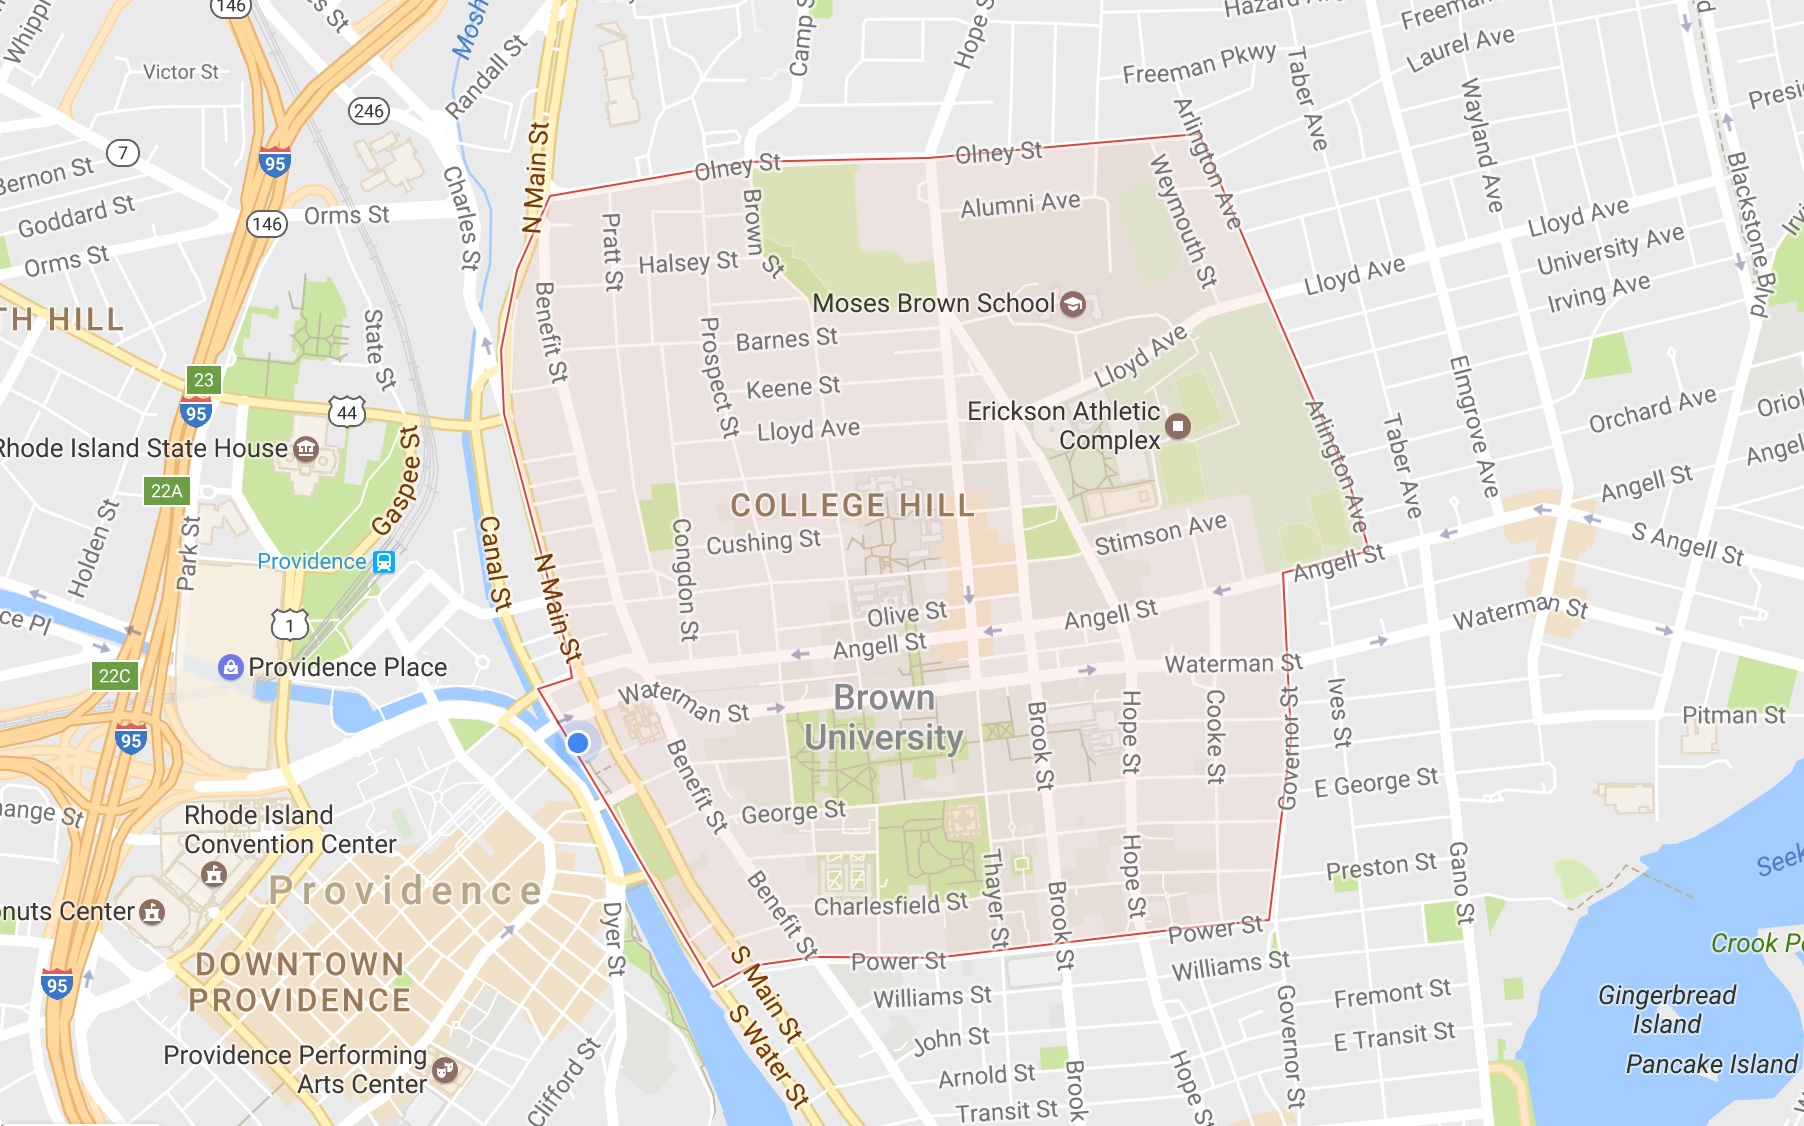 146
Camp S
Hope S
Hazard Ave
Freeman
Laurel Ave
Mosh
Randall St
Victor St
246
Freeman Pkwy
Taber Ave
Wayland Ave
Arlington Ave
Presi
7
95
N Main St
Olney St
Olney St
Weymouth St
Blackstone Blvd
Bernon St
Goddard St
Orms St
146
Orms St
Charles St
Pratt St
Brown St
Alumni Ave
Lloyd Ave
University Ave
Irving Ave
Halsey St
Lloyd Ave
TH HILL
State St
Benefit St
Moses Brown School
Barnes St
Prospect St
Keene St
Lloyd Ave
Lloyd Ave
Elmgrove Ave
Orchard Ave
Oriol
Angel
23
95
44
Rhode Island State House
Gaspee St
22A
Erickson Athletic
Complex
Arlington Ave
Taber Ave
Angell St
S Angell St
COLLEGE HILL
Holden St
Park St
Canal St
N Main St
Congdon St
Cushing St
Stimson Ave
Angell St
Providence
1
ce Pl
Olive St
Angell St
Angell St
Waterman St
22C
Providence Place
Waterman St
Waterman St
Brown
University
Brook St
Hope St
Cooke St
Governor St
Ives St
Pitman St
95
Benefit St
E George St
hange St
Rhode Island
Convention Center
George St
Providence
Thayer St
Hope St
Preston St
Gano St
Seek
onuts Center
Dyer St
Benefit St
Charlesfield St
Brook St
Power St
Crook Po
95
DOWNTOWN
PROVIDENCE
S Main St
Power St
Williams St
Williams St
Fremont St
Gingerbread
Island
S Water St
John St
Governor St
E Transit St
Providence Performing
Arts Center
Clifford St
Arnold St
Brook
Hope St
Pancake Island
Transit St